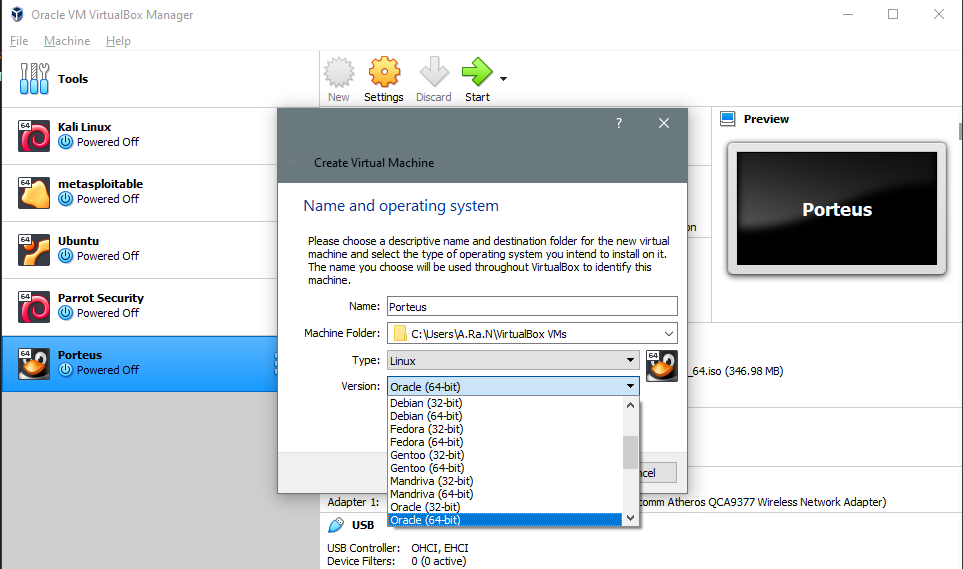 Oracle VM VirtualBox Manager
File Machine Help
Tools
New Settings Discard Start
64 Kali Linux
Powered Off
64 metasploitable
Powered Off
64 Ubuntu
Powered Off
64 Parrot Security
Powered Off
64 Porteus
Powered Off
Preview
Porteus
on
?
Create Virtual Machine
Name and operating system
Please choose a descriptive name and destination folder for the new virtual
machine and select the type of operating system you intend to install on it.
The name you choose will be used throughout VirtualBox to identify this
machine.
Name: Porteus
Machine Folder: C:\Users\A.Ra.N\VirtualBox VMs
Type: Linux 64
Version: Oracle (64-bit)
Debian (32-bit)
Debian (64-bit)
Fedora (32-bit)
Fedora (64-bit)
Gentoo (32-bit)
Gentoo (64-bit)
Mandriva (32-bit)
Mandriva (64-bit)
Oracle (32-bit)
Oracle (64-bit)
ncel
_64.iso (346.98 MB)
Adapter 1: comm Atheros QCA9377 Wireless Network Adapter)
USB
USB Controller: OHCI, EHCI
Device Filters: 0 (0 active)